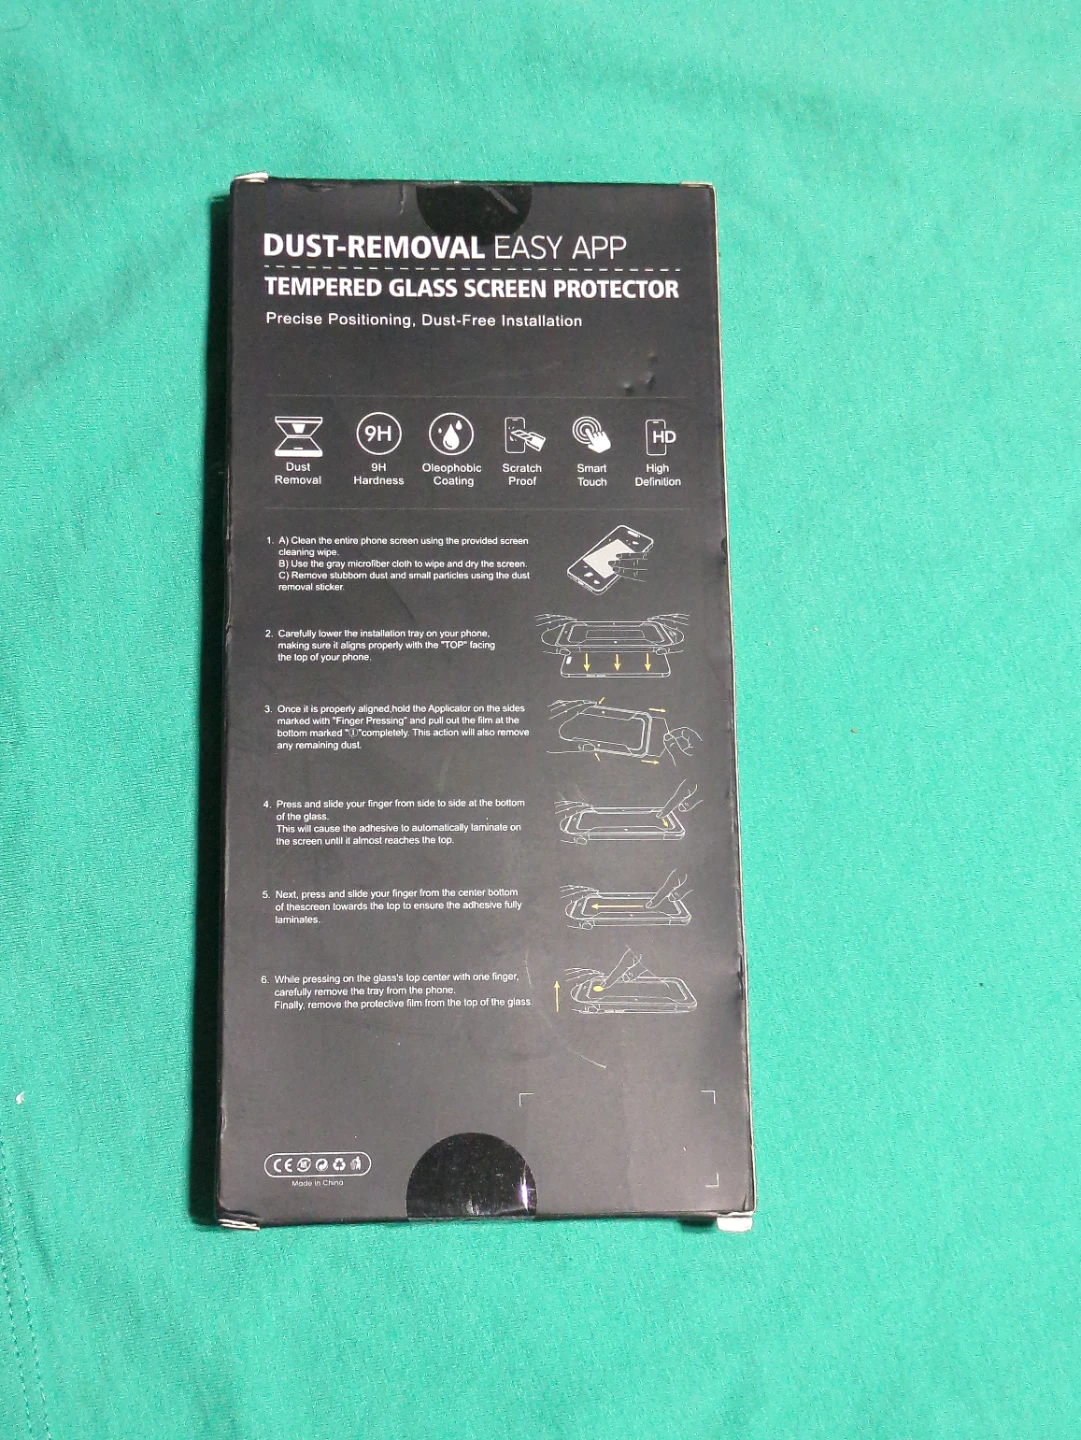 DUST-REMOVAL EASY APP
TEMPERED GLASS SCREEN PROTECTOR
Precise Positioning, Dust-Free Installation
9H
HD
Dust
Removal
9H
Hardness
Oleophobic
Coating
Scratch
Proof
Smart
Touch
High
Definition
1. A) Clean the entire phone screen using the provided screen
cleaning wipe.
B) Use the gray microfiber cloth to wipe and dry the screen.
C) Remove stubborn dust and small particles using the dust
removal sticker.
2. Carefully lower the installation tray on your phone,
making sure it aligns properly with the "TOP" facing
the top of your phone.
3. Once it is properly aligned,hold the Applicator on the sides
marked with "Finger Pressing" and pull out the film at the
bottom marked "①"completely. This action will also remove
any remaining dust.
4. Press and slide your finger from side to side at the bottom
of the glass.
This will cause the adhesive to automatically laminate on
the screen until it almost reaches the top.
5. Next, press and slide your finger from the center bottom
of thescreen towards the top to ensure the adhesive fully
laminates.
6. While pressing on the glass's top center with one finger,
carefully remove the tray from the phone.
Finally, remove the protective film from the top of the glass.
CE
Made in China